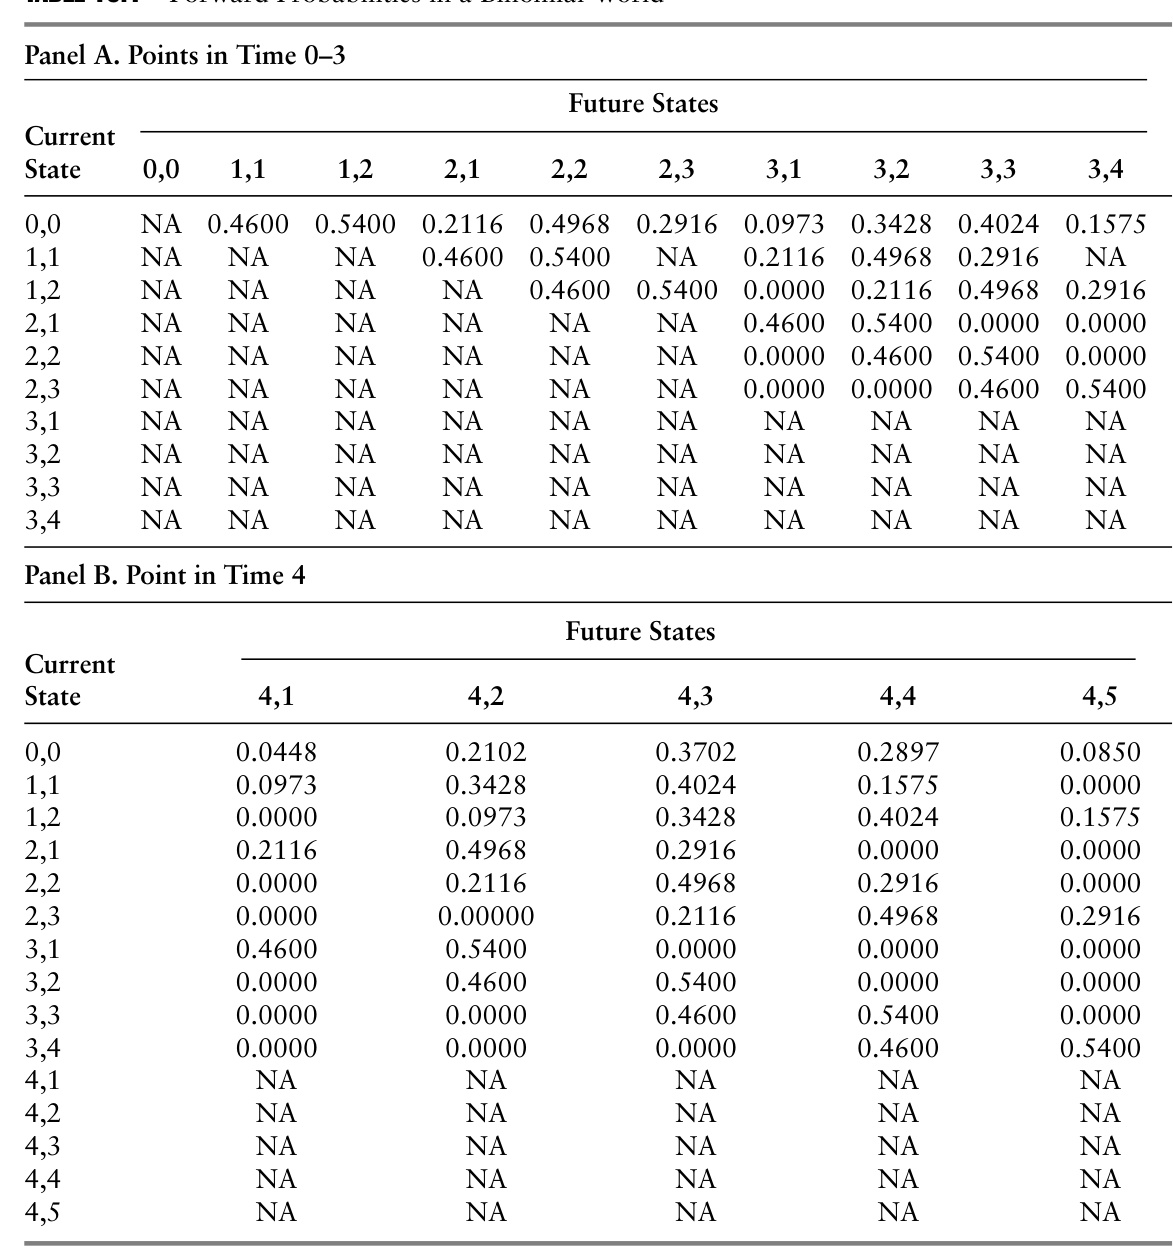 Panel A. Points in Time 0–3
Future States
Current
State 0,0 1,1 1,2 2,1 2,2 2,3 3,1 3,2 3,3 3,4
0,0 NA 0.4600 0.5400 0.2116 0.4968 0.2916 0.0973 0.3428 0.4024 0.1575
1,1 NA NA NA 0.4600 0.5400 NA 0.2116 0.4968 0.2916 NA
1,2 NA NA NA NA 0.4600 0.5400 0.0000 0.2116 0.4968 0.2916
2,1 NA NA NA NA NA NA 0.4600 0.5400 0.0000 0.0000
2,2 NA NA NA NA NA NA 0.0000 0.4600 0.5400 0.0000
2,3 NA NA NA NA NA NA 0.0000 0.0000 0.4600 0.5400
3,1 NA NA NA NA NA NA NA NA NA NA
3,2 NA NA NA NA NA NA NA NA NA NA
3,3 NA NA NA NA NA NA NA NA NA NA
3,4 NA NA NA NA NA NA NA NA NA NA
Panel B. Point in Time 4
Future States
Current
State 4,1 4,2 4,3 4,4 4,5
0,0 0.0448 0.2102 0.3702 0.2897 0.0850
1,1 0.0973 0.3428 0.4024 0.1575 0.0000
1,2 0.0000 0.0973 0.3428 0.4024 0.1575
2,1 0.2116 0.4968 0.2916 0.0000 0.0000
2,2 0.0000 0.2116 0.4968 0.2916 0.0000
2,3 0.0000 0.00000 0.2116 0.4968 0.2916
3,1 0.4600 0.5400 0.0000 0.0000 0.0000
3,2 0.0000 0.4600 0.5400 0.0000 0.0000
3,3 0.0000 0.0000 0.4600 0.5400 0.0000
3,4 0.0000 0.0000 0.0000 0.4600 0.5400
4,1 NA NA NA NA NA
4,2 NA NA NA NA NA
4,3 NA NA NA NA NA
4,4 NA NA NA NA NA
4,5 NA NA NA NA NA